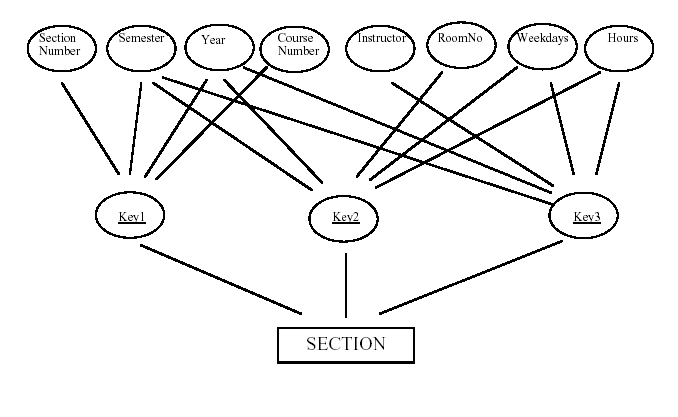 Section
Number
Semester
Year
Course
Number
Instructor
RoomNo
Weekdays
Hours
Key1
Key2
Key3
SECTION